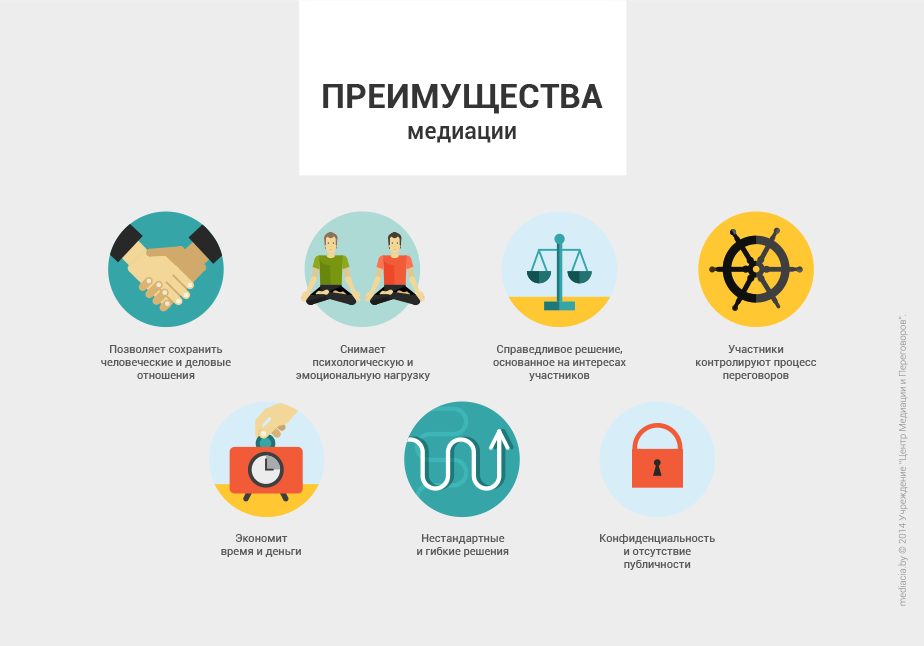 ПРЕИМУЩЕСТВА
медиации
Позволяет сохранить
человеческие и деловые
отношения
Снимает
психологическую и
эмоциональную нагрузку
Справедливое решение,
основанное на интересах
участников
Участники
контролируют процесс
переговоров
Экономит
время и деньги
Нестандартные
и гибкие решения
Конфиденциальность
и отсутствие
публичности
mediacia.by © 2014 Учреждение "Центр Медиации и Переговоров".